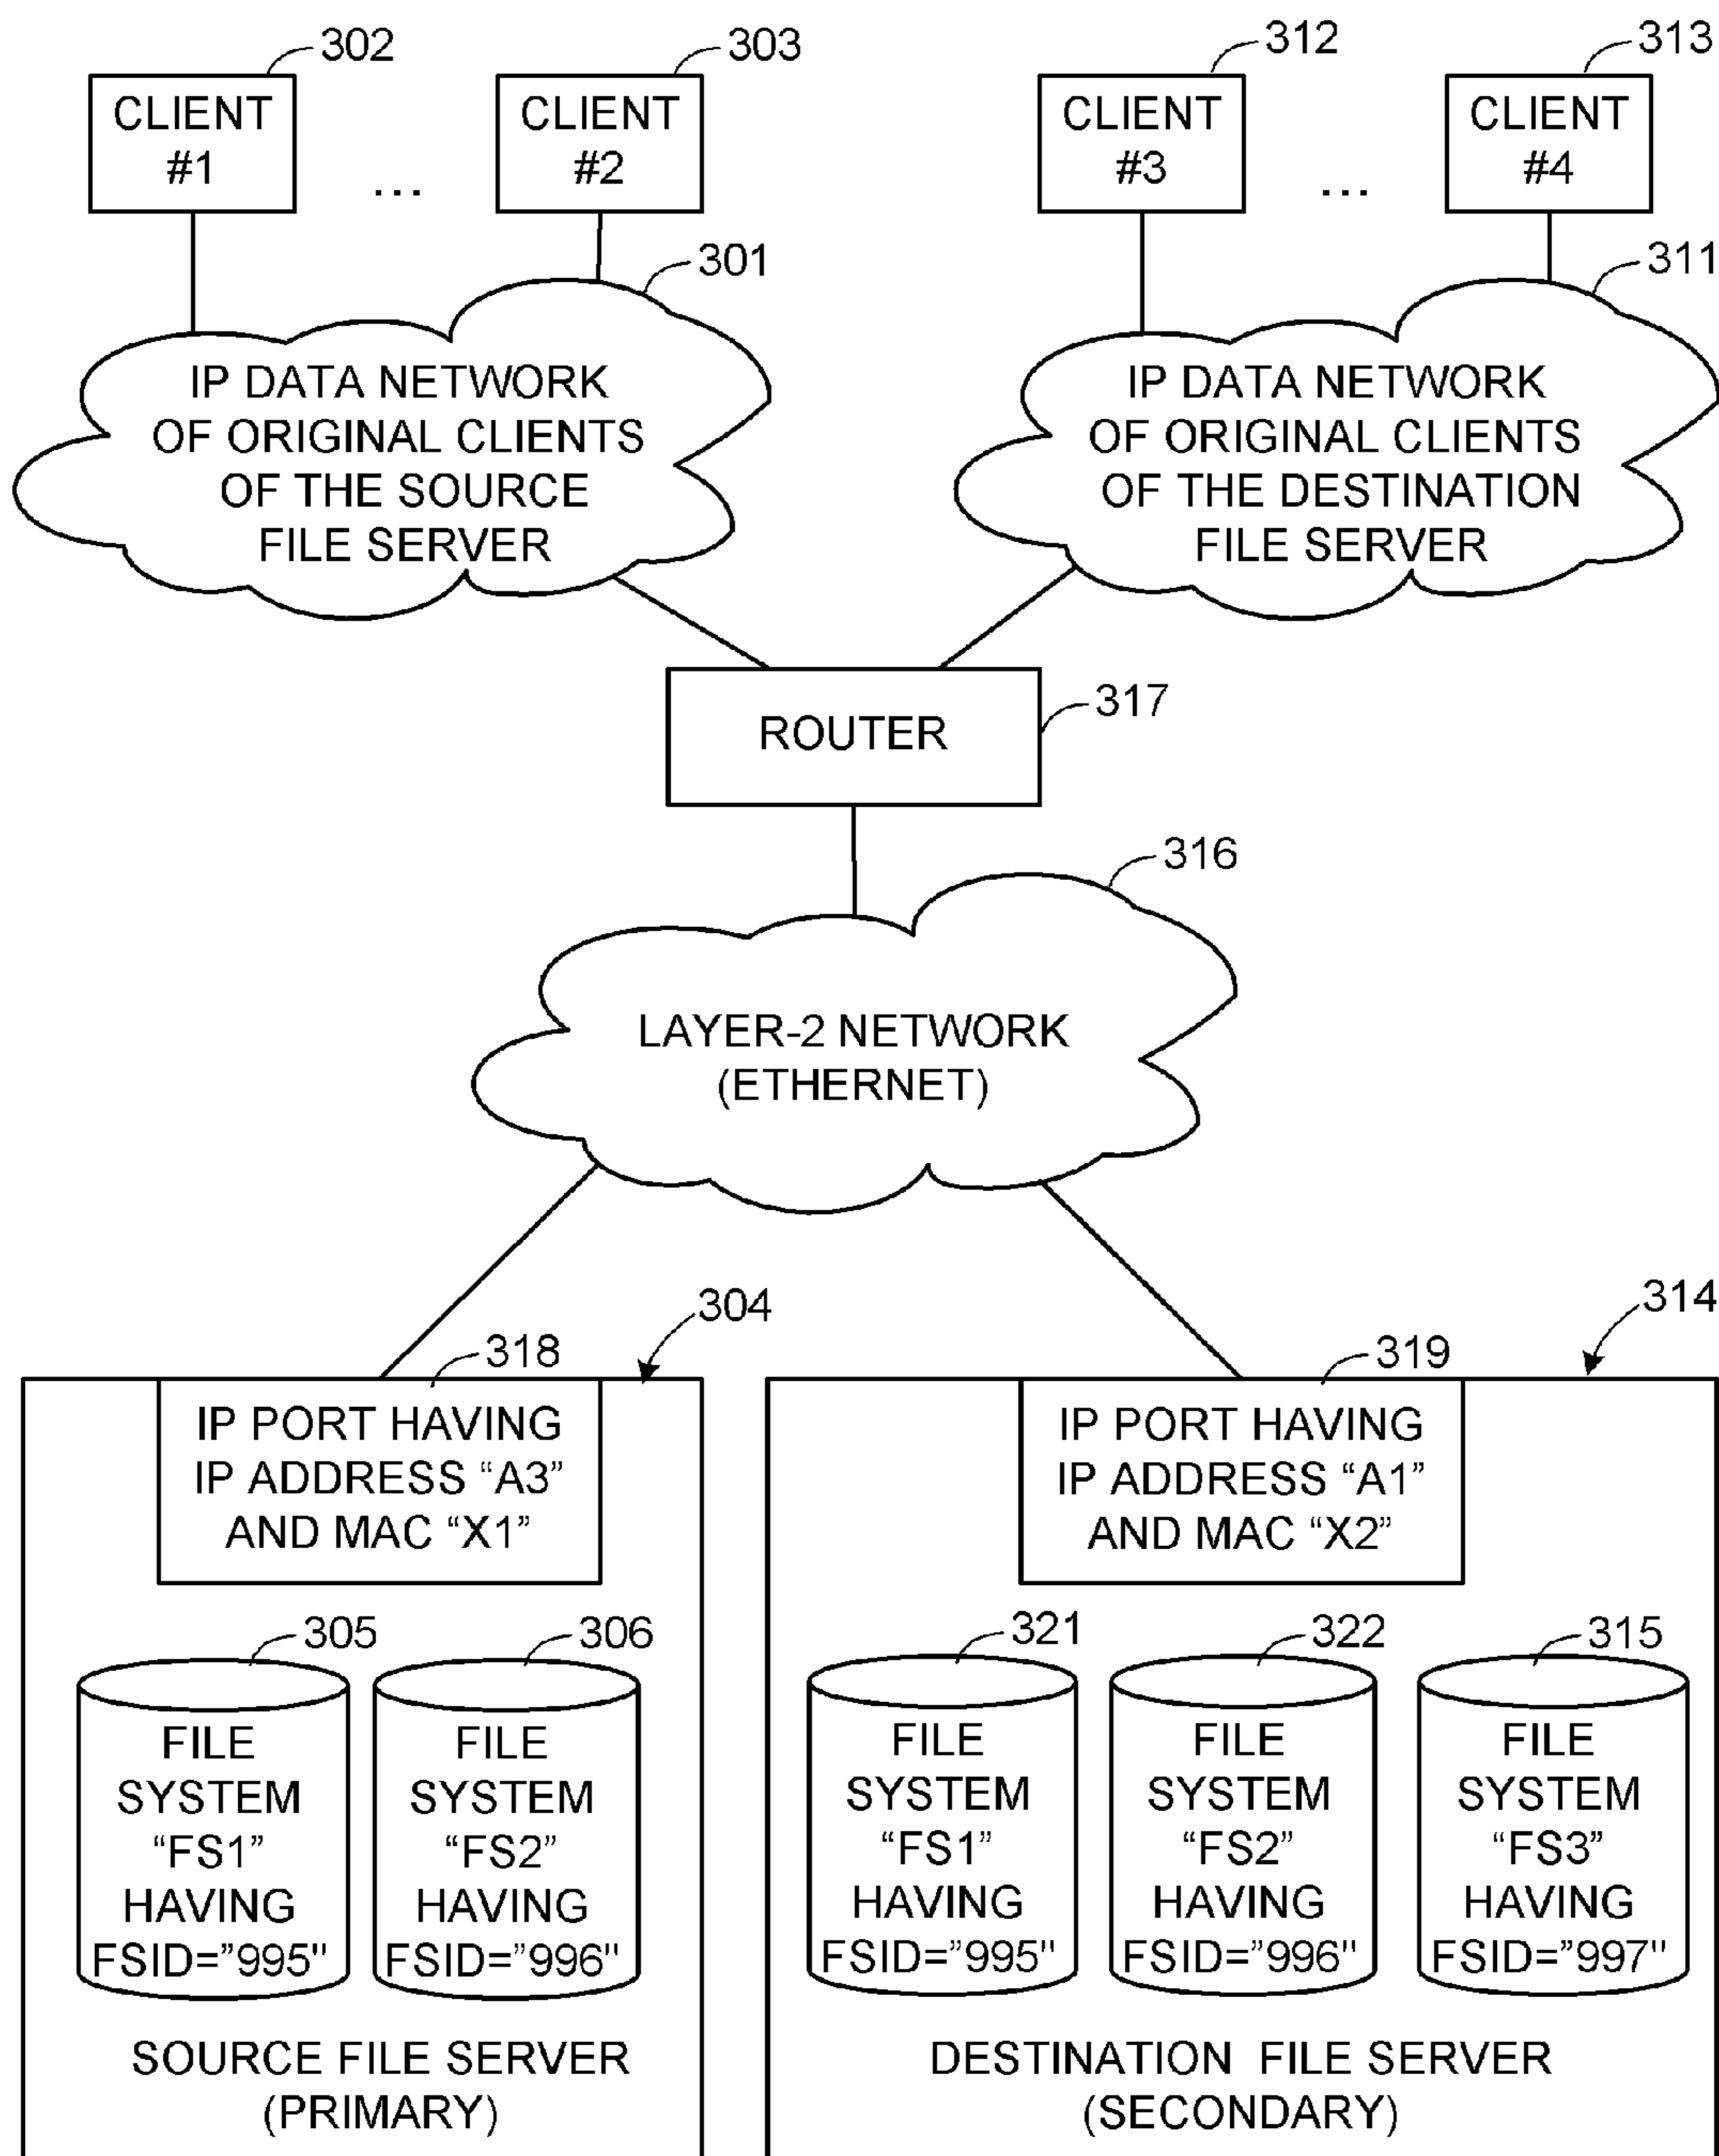 302
303
312
313
CLIENT
#1
...
CLIENT
#2
CLIENT
#3
...
CLIENT
#4
301
311
IP DATA NETWORK
OF ORIGINAL CLIENTS
OF THE SOURCE
FILE SERVER
IP DATA NETWORK
OF ORIGINAL CLIENTS
OF THE DESTINATION
FILE SERVER
317
ROUTER
316
LAYER-2 NETWORK
(ETHERNET)
304
314
318
319
IP PORT HAVING
IP ADDRESS “A3”
AND MAC “X1”
IP PORT HAVING
IP ADDRESS “A1”
AND MAC “X2”
305
306
321
322
315
FILE
SYSTEM
“FS1”
HAVING
FSID=”995"
FILE
SYSTEM
“FS2”
HAVING
FSID=”996"
FILE
SYSTEM
“FS1”
HAVING
FSID=”995"
FILE
SYSTEM
“FS2”
HAVING
FSID=”996"
FILE
SYSTEM
“FS3”
HAVING
FSID=”997"
SOURCE FILE SERVER
(PRIMARY)
DESTINATION FILE SERVER
(SECONDARY)